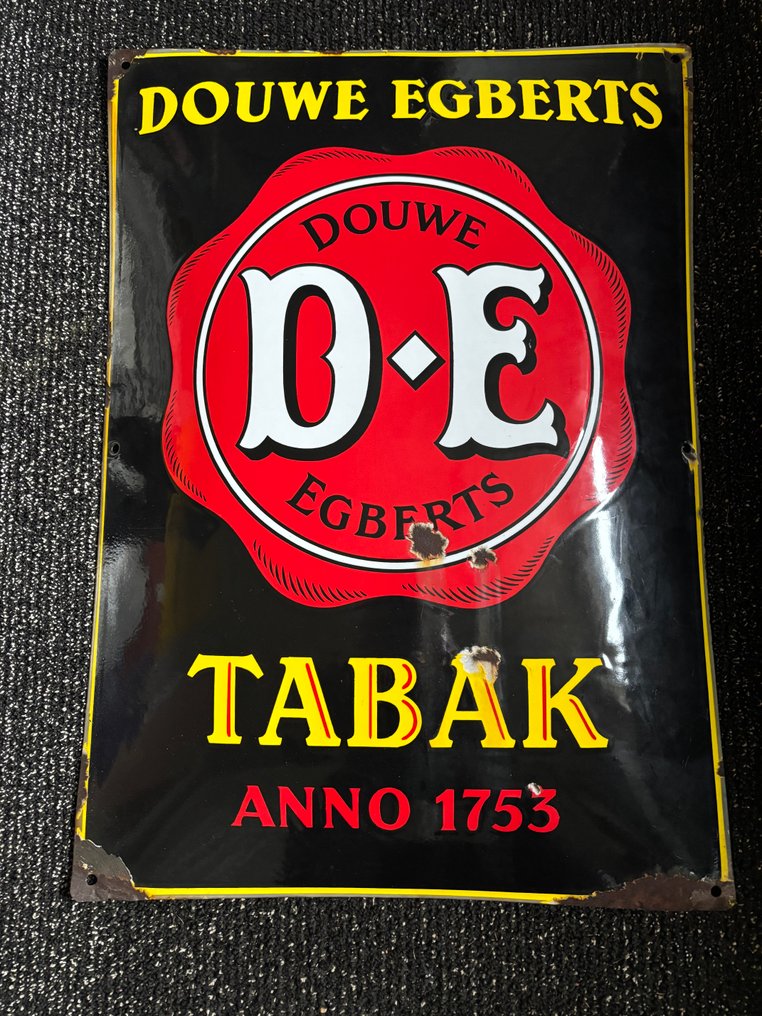 DOUWE EGBERTS
DOUWE
D◆E
EGBERTS
TABAK
ANNO 1753